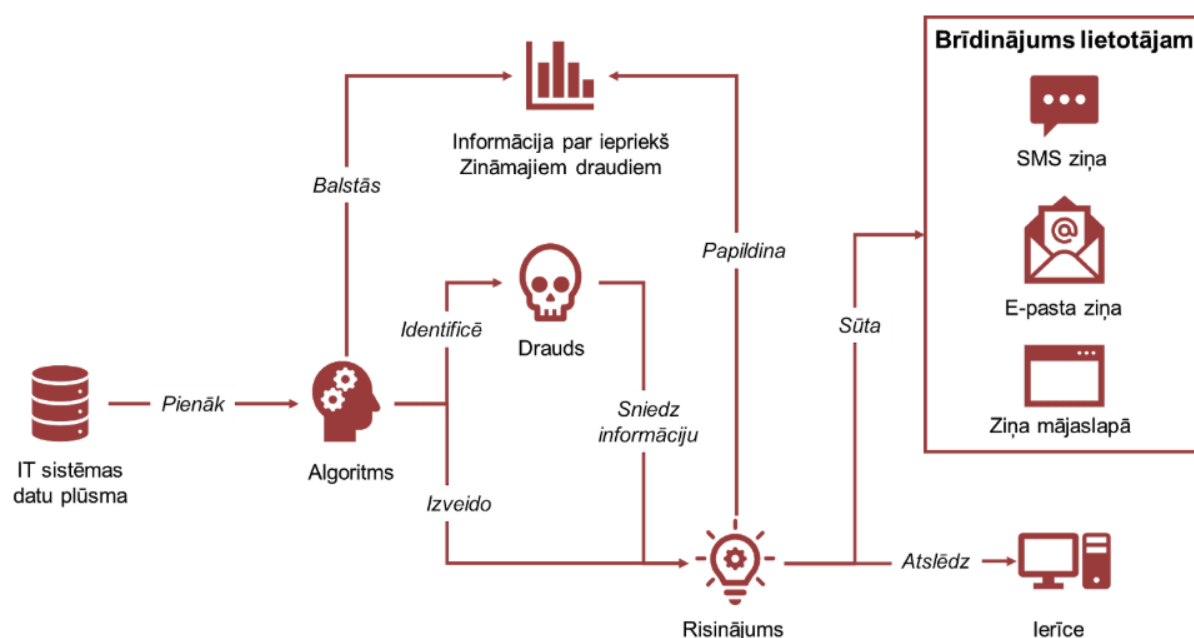 Brīdinājums lietotājam
SMS ziņa
E-pasta ziņa
Ziņa mājaslapā
Informācija par iepriekš
Zināmajiem draudiem
Balstās
Papildina
Identificē
Drauds
Sūta
IT sistēmas
datu plūsma
Pienāk
Algoritms
Sniedz
informāciju
Izveido
Risinājums
Atslēdz
Ierīce
@